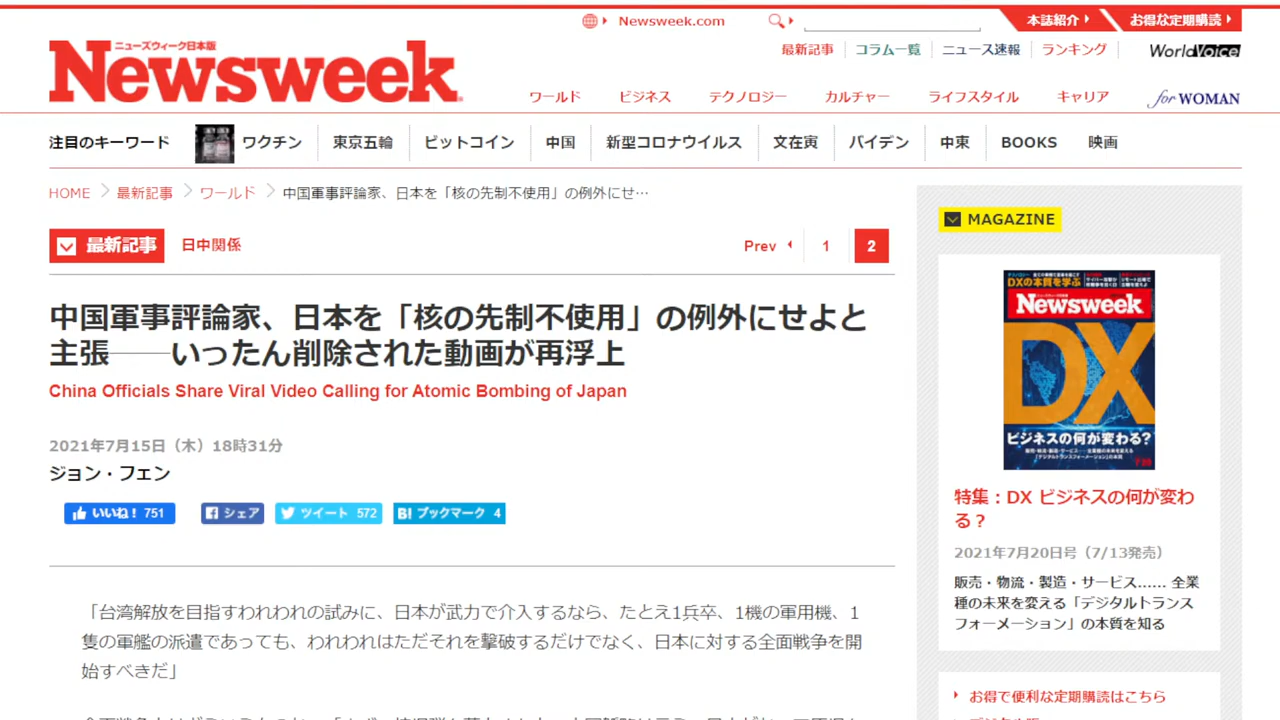 Newsweek.com
本誌紹介
お得な定期購読
ニューズウィーク日本版
Newsweek
最新記事
コラム一覧
ニュース速報
ランキング
WorldVoice
ワールド
ビジネス
テクノロジー
カルチャー
ライフスタイル
キャリア
for WOMAN
注目のキーワード
ワクチン
東京五輪
ビットコイン
中国
新型コロナウイルス
文在寅
バイデン
中東
BOOKS
映画
HOME
最新記事
ワールド
中国軍事評論家、日本を「核の先制不使用」の例外にせ…
最新記事
日中関係
Prev
1
2
中国軍事評論家、日本を「核の先制不使用」の例外にせよと
主張──いったん削除された動画が再浮上
China Officials Share Viral Video Calling for Atomic Bombing of Japan
2021年7月15日（木）18時31分
ジョン・フェン
いいね！ 751
シェア
ツイート 572
B! ブックマーク 4
「台湾解放を目指すわれわれの試みに、日本が武力で介入するなら、たとえ1兵卒、1機の軍用機、1
隻の軍艦の派遣であっても、われわれはただそれを撃破するだけでなく、日本に対する全面戦争を開
始すべきだ」
MAGAZINE
DXの本質を学ぶ
Newsweek
DX
ビジネスの何が変わる?
特集：DX ビジネスの何が変わ
る？
2021年7月20日号（7/13発売）
販売・物流・製造・サービス…… 全業
種の未来を変える「デジタルトランス
フォーメーション」の本質を知る
お得で便利な定期購読はこちら